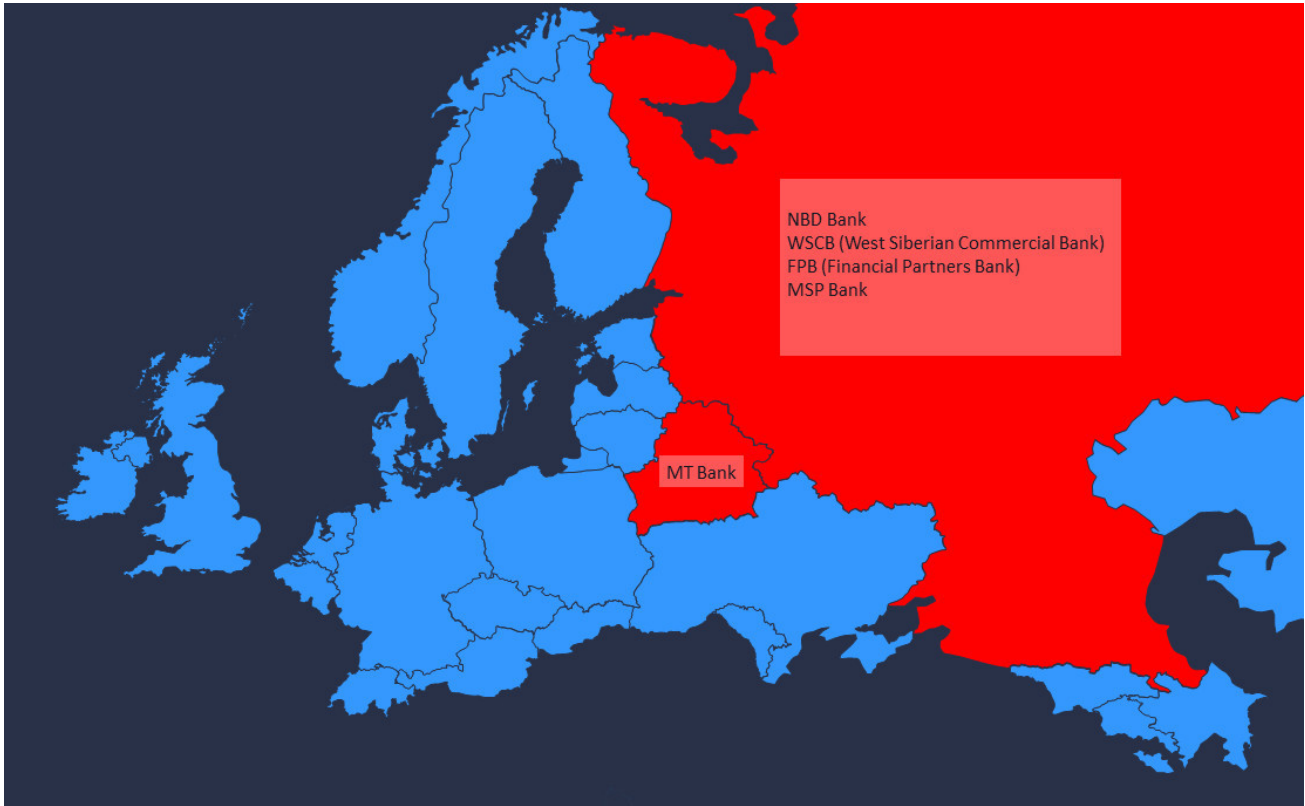 NBD Bank
WSCB (West Siberian Commercial Bank)
FPB (Financial Partners Bank)
MSP Bank
MT Bank